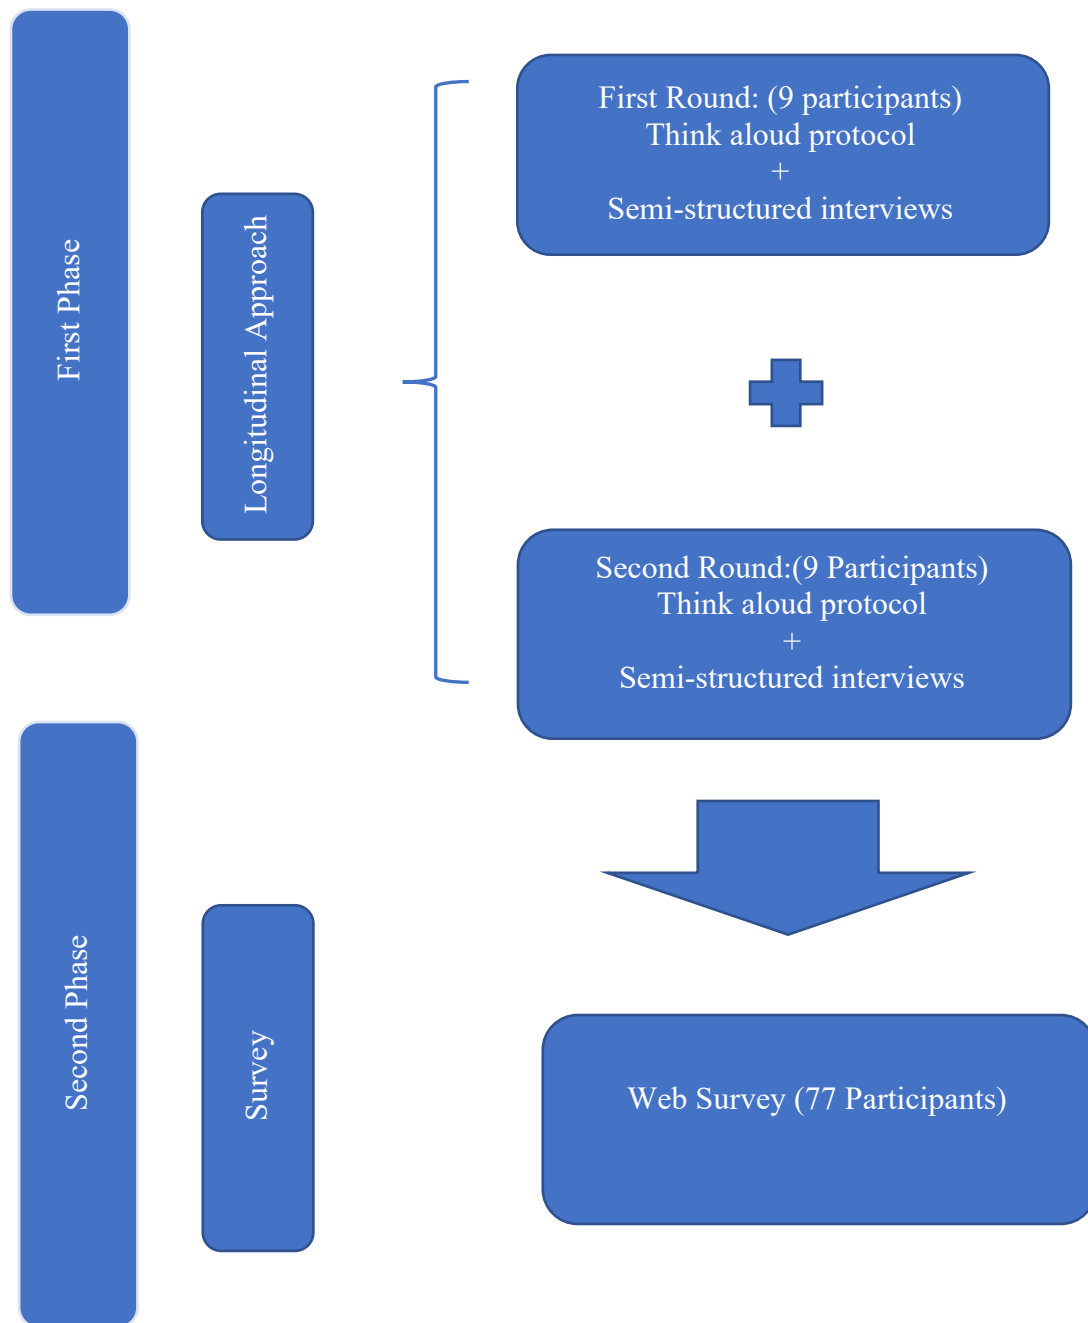 First Phase
Longitudinal Approach
First Round: (9 participants)
Think aloud protocol
+
Semi-structured interviews
Second Round:(9 Participants)
Think aloud protocol
+
Semi-structured interviews
Second Phase
Survey
Web Survey (77 Participants)